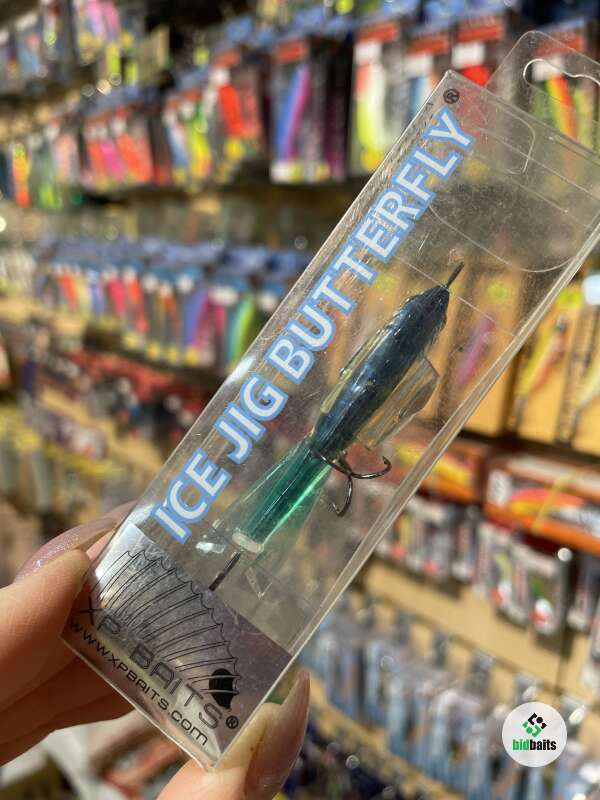 ICE JIG BUTTERFLY®
XP BAITS®
www.XPBAITS.com
bidbaits